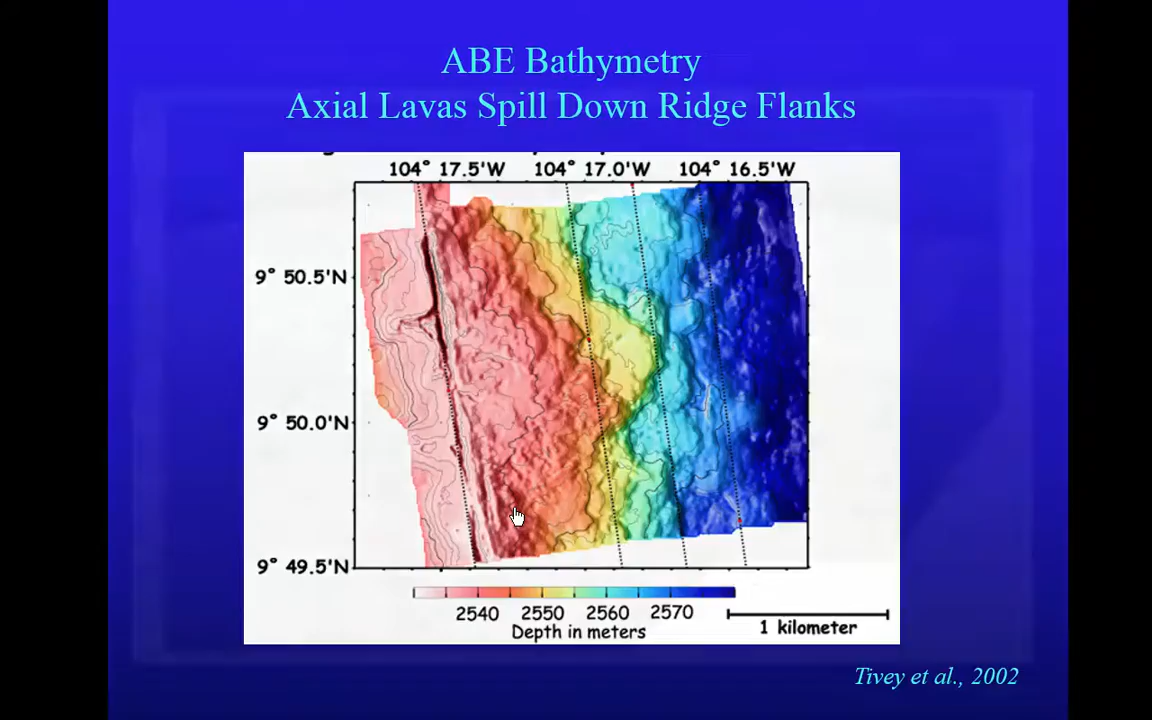 ABE Bathymetry
Axial Lavas Spill Down Ridge Flanks
104° 17.5'W 104° 17.0'W 104° 16.5'W
9° 50.5'N
9° 50.0'N
9° 49.5'N
2540 2550 2560 2570
Depth in meters
1 kilometer
Tivey et al., 2002